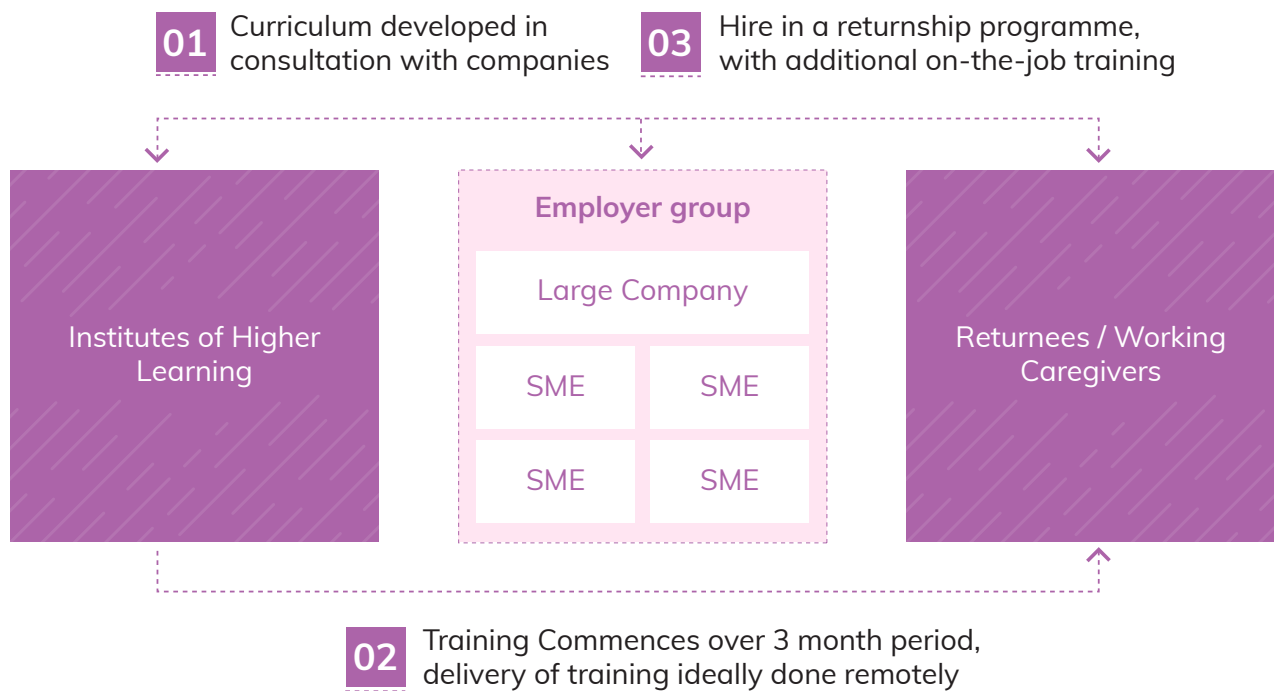 01
Curriculum developed in
consultation with companies
03
Hire in a returnship programme,
with additional on-the-job training
Institutes of Higher
Learning
Employer group
Large Company
SME
SME
SME
SME
Returnees / Working
Caregivers
02
Training Commences over 3 month period,
delivery of training ideally done remotely